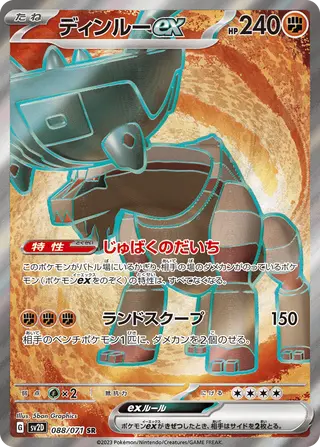 たね
ディンルーex
HP 240
特性 じゅばくのだいち
このポケモンがバトル場にいるかぎり、相手の場のダメカンがのっているポケ
モン(ポケモンexをのぞく)の特性は、すべてなくなる。
ランドスクープ 150
相手のベンチポケモン1匹に、ダメカンを2個のせる。
弱点 ×2 抵抗力 にげる
exルール
ポケモンexがきぜつしたとき、相手はサイドを2枚とる。
Illus. 5ban Graphics
G SV2D 088/071 SR
©2023 Pokémon/Nintendo/Creatures/GAME FREAK.